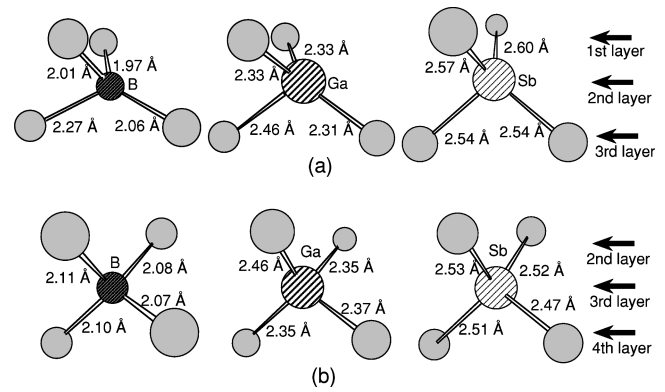 2.01 Å 1.97 Å B 2.27 Å 2.06 Å
2.33 Å 2.33 Å Ga 2.46 Å 2.31 Å
2.57 Å 2.60 Å Sb 2.54 Å 2.54 Å
1st layer
2nd layer
3rd layer
(a)
B 2.11 Å 2.08 Å 2.07 Å 2.10 Å
Ga 2.46 Å 2.35 Å 2.37 Å 2.35 Å
Sb 2.53 Å 2.52 Å 2.47 Å 2.51 Å
2nd layer
3rd layer
4th layer
(b)